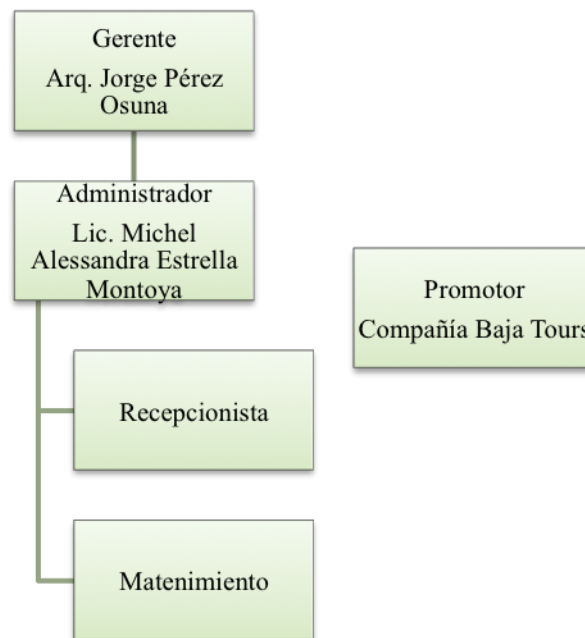 Gerente
Arq. Jorge Pérez
Osuna
Administrador
Lic. Michel
Alessandra Estrella
Montoya
Promotor
Compañía Baja Tours
Recepcionista
Matenimiento